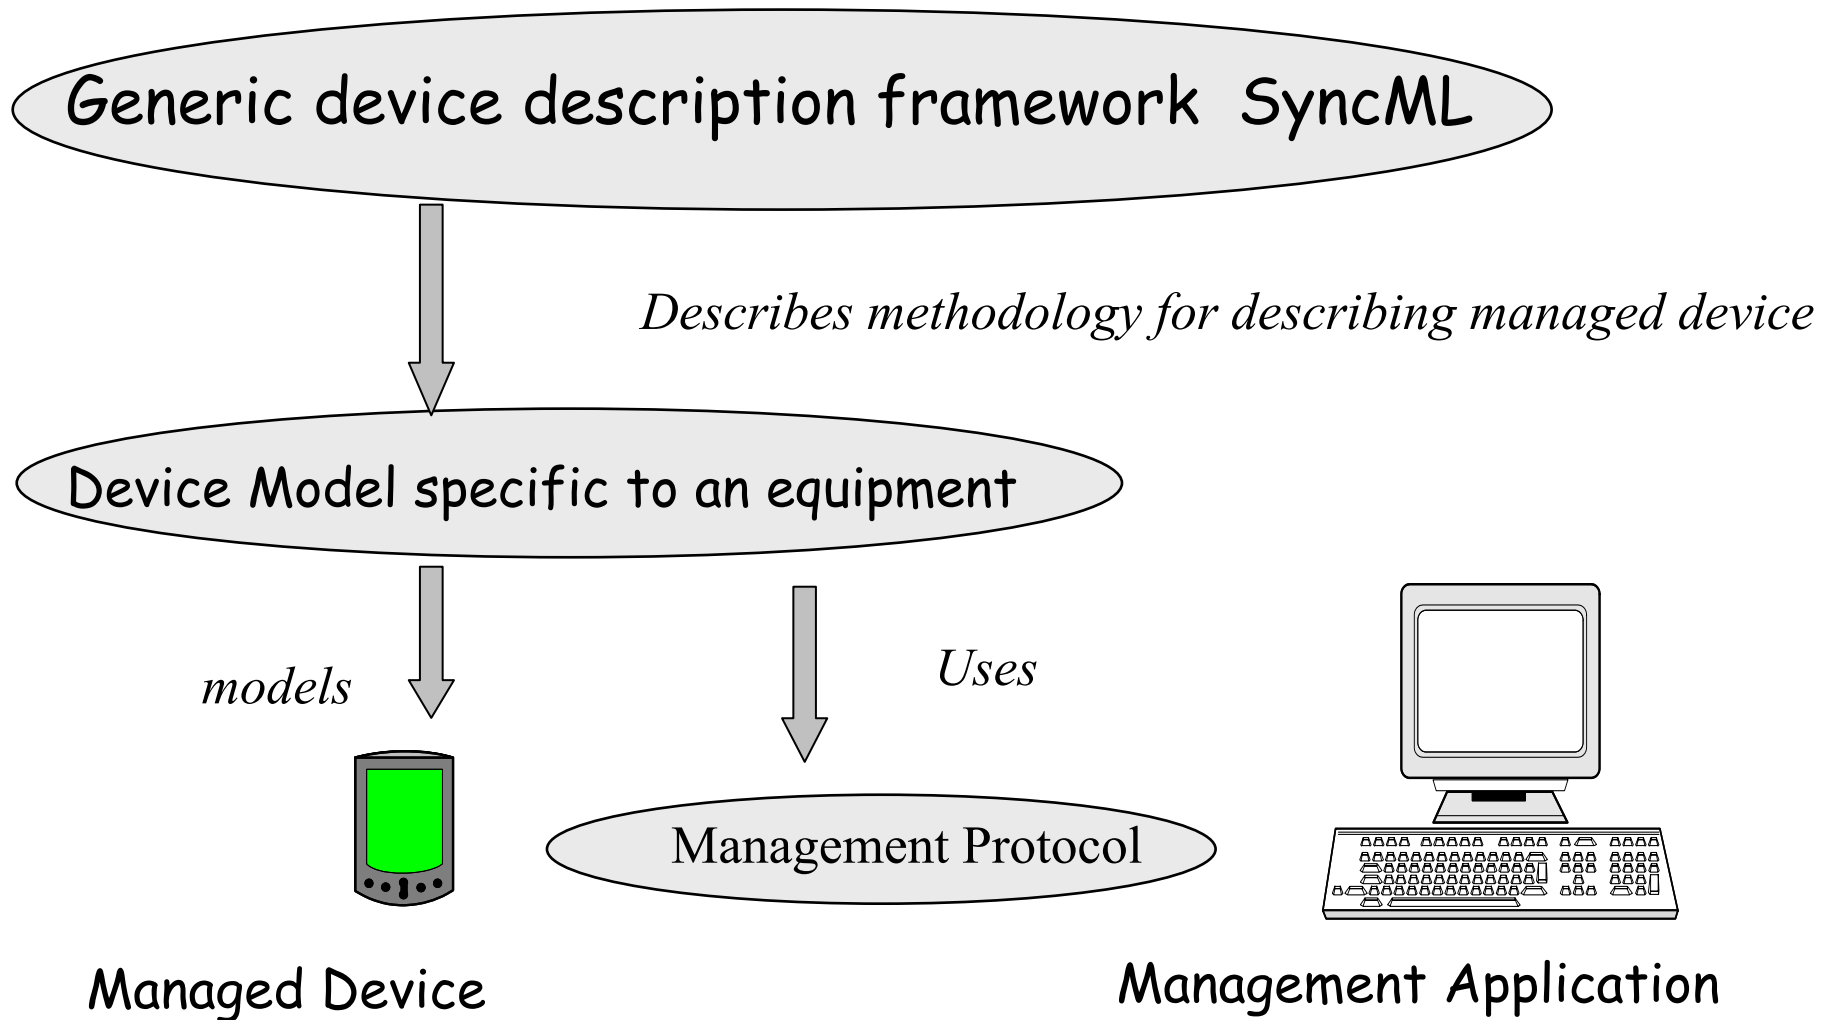 Generic device description framework SyncML
Describes methodology for describing managed device
Device Model specific to an equipment
models
Uses
Management Protocol
Managed Device
Management Application